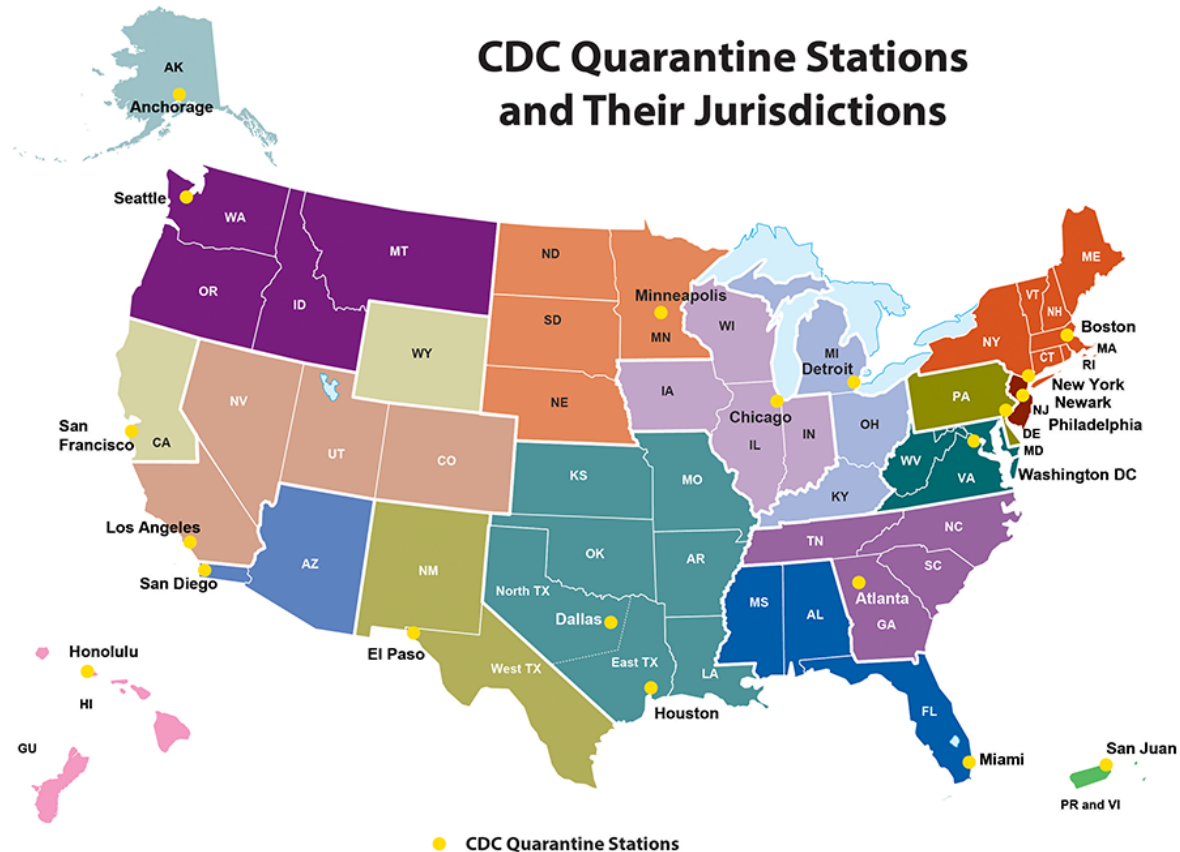 CDC Quarantine Stations
and Their Jurisdictions
AK
Anchorage
Seattle
WA
MT
OR
ID
WY
ND
SD
NE
Minneapolis
MN
WI
IA
MI
Detroit
Chicago
IL
IN
OH
KY
ME
VT
NH
NY
Boston
MA
RI
CT
New York
Newark
NJ
Philadelphia
PA
DE
MD
Washington DC
WV
VA
San
Francisco
CA
NV
UT
CO
Los Angeles
San Diego
AZ
NM
El Paso
West TX
KS
MO
OK
AR
North TX
Dallas
East TX
LA
Houston
TN
NC
SC
Atlanta
GA
MS
AL
FL
Miami
Honolulu
HI
GU
San Juan
PR and VI
CDC Quarantine Stations